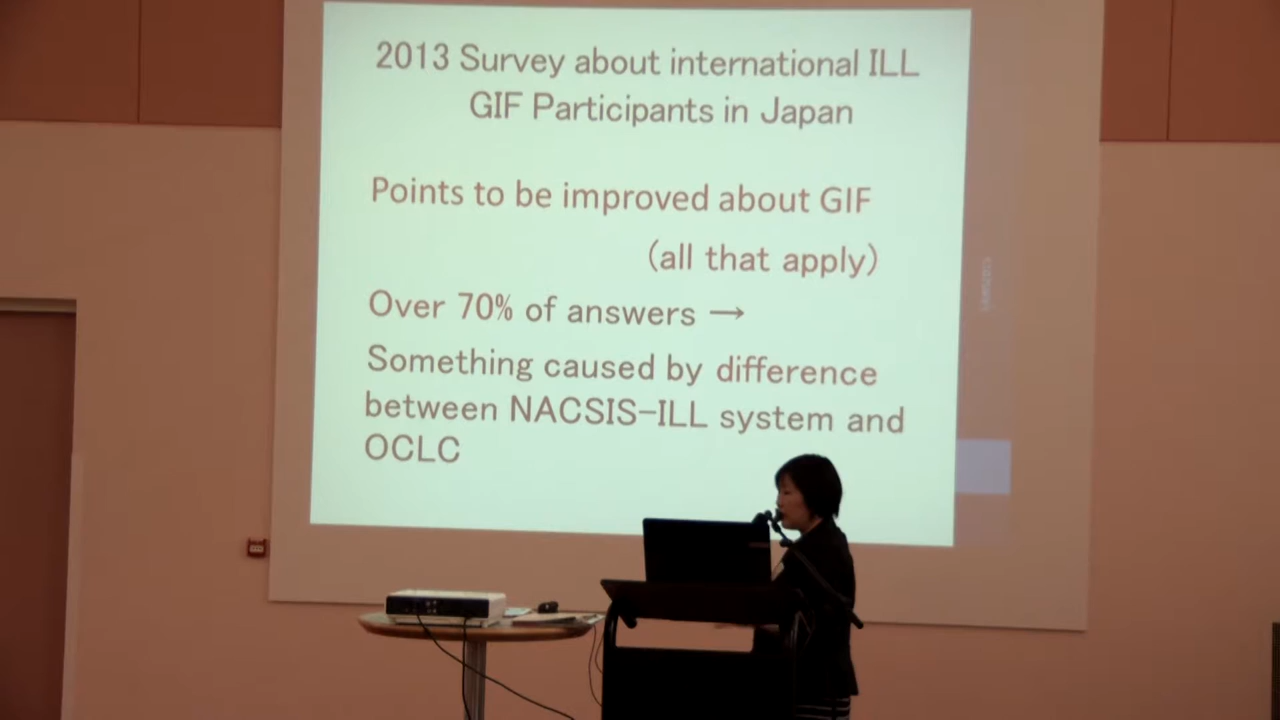 2013 Survey about international ILL
GIF Participants in Japan
Points to be improved about GIF
(all that apply)
Over 70% of answers →
Something caused by difference
between NACSIS-ILL system and
OCLC